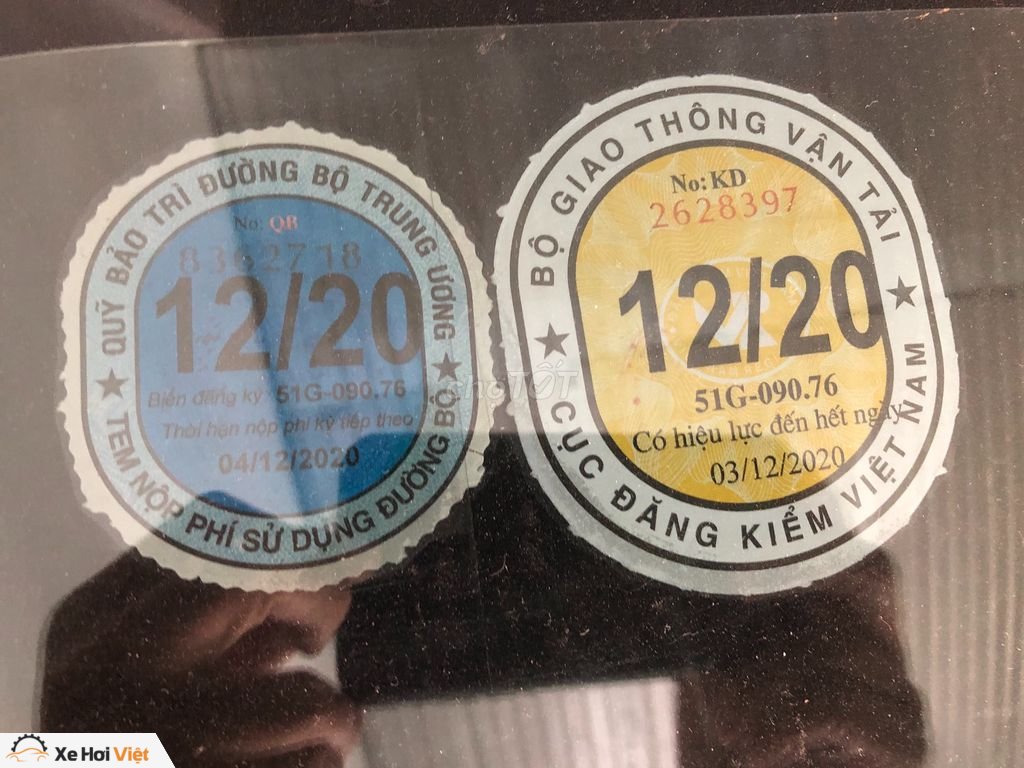 QUỸ BẢO TRÌ ĐƯỜNG BỘ TRUNG ƯƠNG
No: QB
8362718
12/20
Biển đăng ký: 51G-090.76
Thời hạn nộp phí kỳ tiếp theo
04/12/2020
★ TEM NỘP PHÍ SỬ DỤNG ĐƯỜNG BỘ ★
BỘ GIAO THÔNG VẬN TẢI
No: KD
2628397
12/20
51G-090.76
Có hiệu lực đến hết ngày
03/12/2020
★ CỤC ĐĂNG KIỂM VIỆT NAM ★
chợTỐT
Xe Hơi Việt